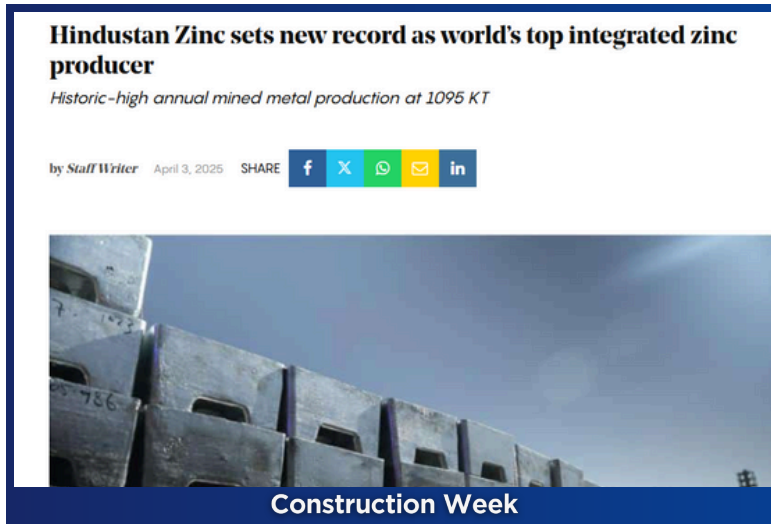 Hindustan Zinc sets new record as world's top integrated zinc
producer
Historic-high annual mined metal production at 1095 KT
by Staff Writer April 3, 2025 SHARE
Construction Week